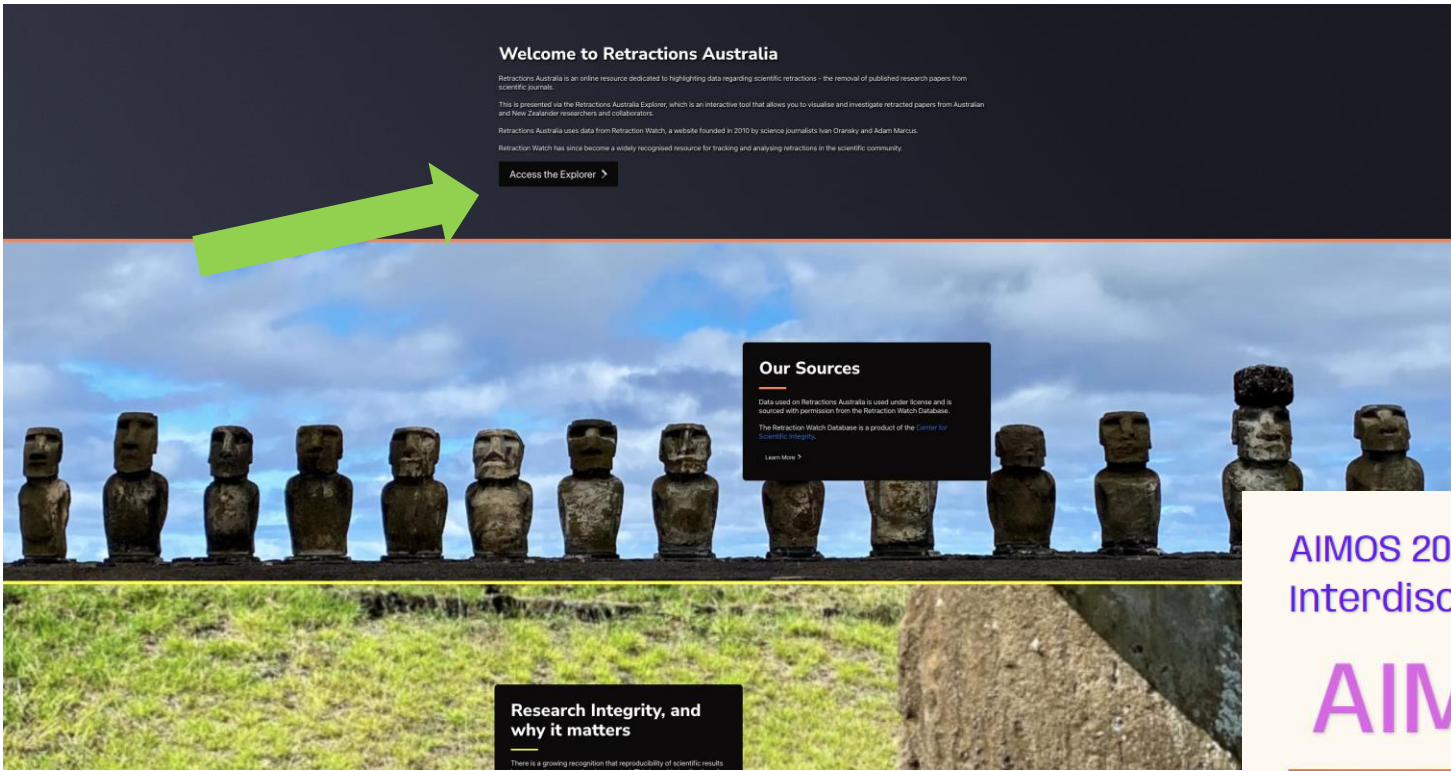 Welcome to Retractions Australia
Retractions Australia is an online resource dedicated to highlighting data regarding scientific retractions - the removal of published research papers from
scientific journals.
This is presented via the Retractions Australia Explorer, which is an interactive tool that allows you to visualise and investigate retracted papers from Australian
and New Zealander researchers and collaborators.
Retractions Australia uses data from Retraction Watch, a website founded in 2010 by science journalists Ivan Oransky and Adam Marcus.
Retraction Watch has since become a widely recognised resource for tracking and analysing retractions in the scientific community.
Access the Explorer
Our Sources
Data used on Retractions Australia is used under license and is
sourced with permission from the Retraction Watch Database.
The Retraction Watch Database is a product of the Center for
Scientific Integrity.
Learn More
AIMOS 20
Interdisc
AIM
Research Integrity, and
why it matters
There is a growing recognition that reproducibility of scientific results